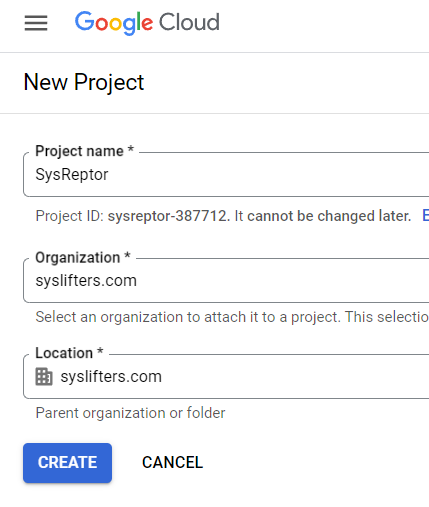 Google Cloud
New Project
Project name *
SysReptor
Project ID: sysreptor-387712. It cannot be changed later.
Organization *
syslifters.com
Select an organization to attach it to a project. This
Location *
syslifters.com
Parent organization or folder
CREATE CANCEL